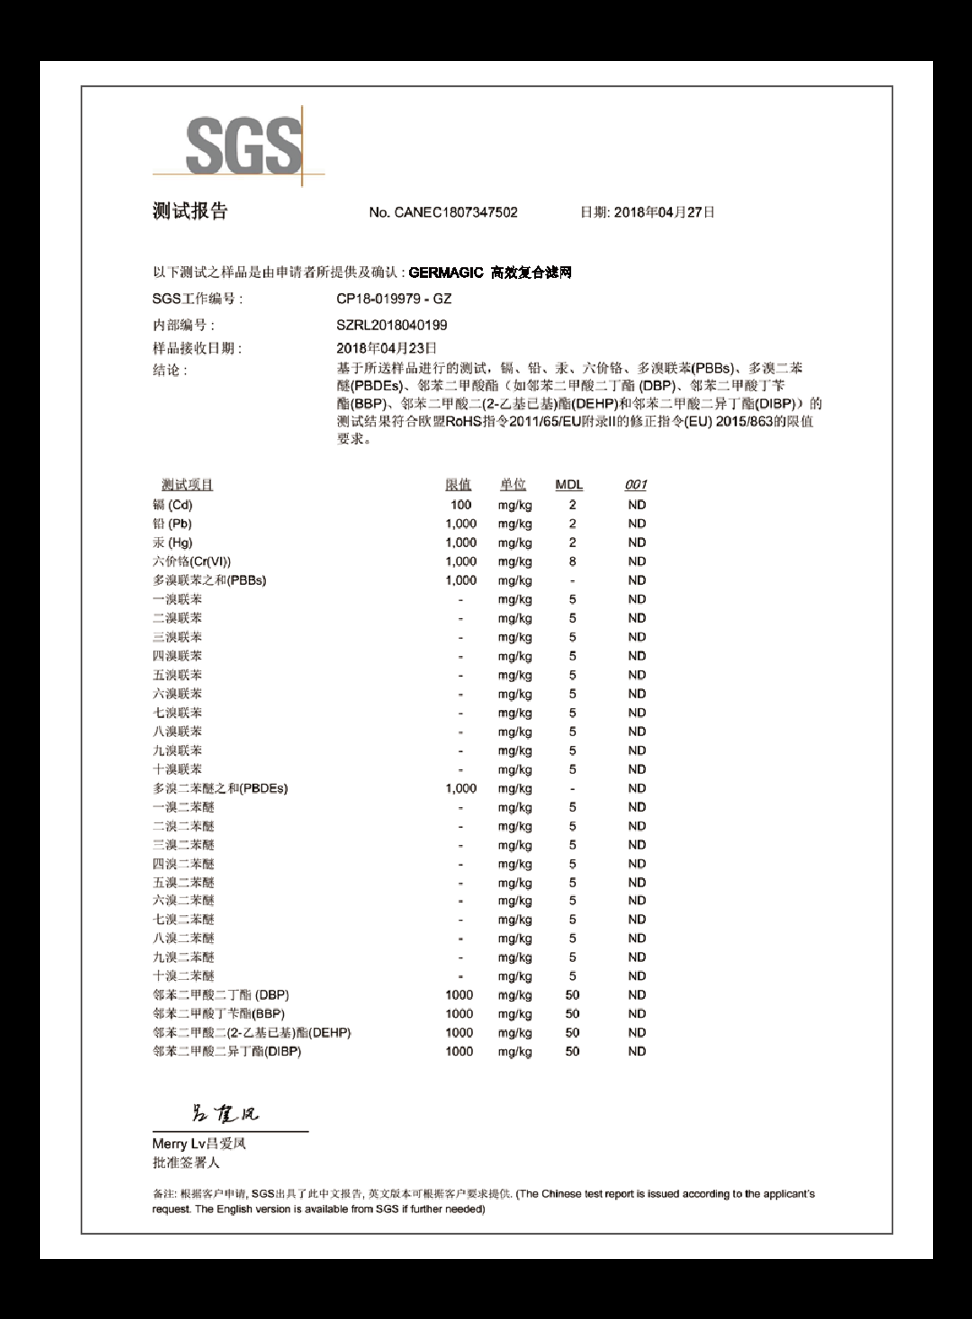 SGS
测试报告 No. CANEC1807347502 日期: 2018年04月27日
以下测试之样品是由申请者所提供及确认 : GERMAGIC 高效复合滤网
SGS工作编号 : CP18-019979 - GZ
内部编号 : SZRL2018040199
样品接收日期 : 2018年04月23日
结论 : 基于所送样品进行的测试，镉、铅、汞、六价铬、多溴联苯(PBBs)、多溴二苯
醚(PBDEs)、邻苯二甲酸酯（如邻苯二甲酸二丁酯 (DBP)、邻苯二甲酸丁苄
酯(BBP)、邻苯二甲酸二(2-乙基已基)酯(DEHP)和邻苯二甲酸二异丁酯(DIBP)）的
测试结果符合欧盟RoHS指令2011/65/EU附录II的修正指令(EU) 2015/863的限值
要求。
测试项目 限值 单位 MDL 001
镉 (Cd) 100 mg/kg 2 ND
铅 (Pb) 1,000 mg/kg 2 ND
汞 (Hg) 1,000 mg/kg 2 ND
六价铬(Cr(VI)) 1,000 mg/kg 8 ND
多溴联苯之和(PBBs) 1,000 mg/kg - ND
一溴联苯 - mg/kg 5 ND
二溴联苯 - mg/kg 5 ND
三溴联苯 - mg/kg 5 ND
四溴联苯 - mg/kg 5 ND
五溴联苯 - mg/kg 5 ND
六溴联苯 - mg/kg 5 ND
七溴联苯 - mg/kg 5 ND
八溴联苯 - mg/kg 5 ND
九溴联苯 - mg/kg 5 ND
十溴联苯 - mg/kg 5 ND
多溴二苯醚之和(PBDEs) 1,000 mg/kg - ND
一溴二苯醚 - mg/kg 5 ND
二溴二苯醚 - mg/kg 5 ND
三溴二苯醚 - mg/kg 5 ND
四溴二苯醚 - mg/kg 5 ND
五溴二苯醚 - mg/kg 5 ND
六溴二苯醚 - mg/kg 5 ND
七溴二苯醚 - mg/kg 5 ND
八溴二苯醚 - mg/kg 5 ND
九溴二苯醚 - mg/kg 5 ND
十溴二苯醚 - mg/kg 5 ND
邻苯二甲酸二丁酯 (DBP) 1000 mg/kg 50 ND
邻苯二甲酸丁苄酯(BBP) 1000 mg/kg 50 ND
邻苯二甲酸二(2-乙基已基)酯(DEHP) 1000 mg/kg 50 ND
邻苯二甲酸二异丁酯(DIBP) 1000 mg/kg 50 ND
吕爱凤
Merry Lv吕爱凤
批准签署人
备注: 根据客户申请, SGS出具了此中文报告, 英文版本可根据客户要求提供. (The Chinese test report is issued according to the applicant's
request. The English version is available from SGS if further needed)